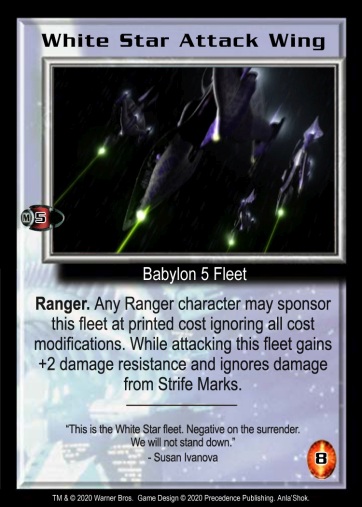 White Star Attack Wing
M 5
Babylon 5 Fleet
Ranger. Any Ranger character may sponsor
this fleet at printed cost ignoring all cost
modifications. While attacking this fleet gains
+2 damage resistance and ignores damage
from Strife Marks.
"This is the White Star fleet. Negative on the surrender.
We will not stand down."
- Susan Ivanova
8
TM & © 2020 Warner Bros. Game Design © 2020 Precedence Publishing. Anla'Shok.